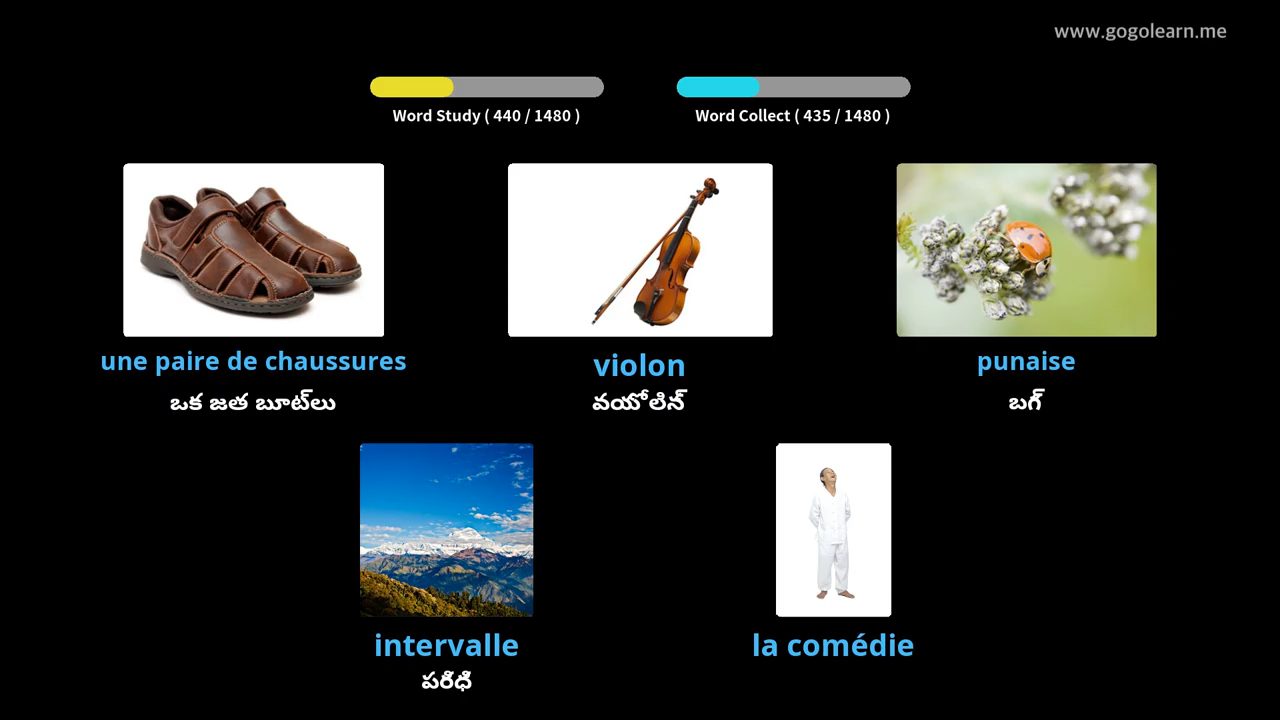 www.gogolearn.me
Word Study ( 440 / 1480 )
Word Collect ( 435 / 1480 )
une paire de chaussures
violon
punaise
ఒక జత బూట్‌లు
వయోలిన్
బగ్
intervalle
la comédie
పరిధి